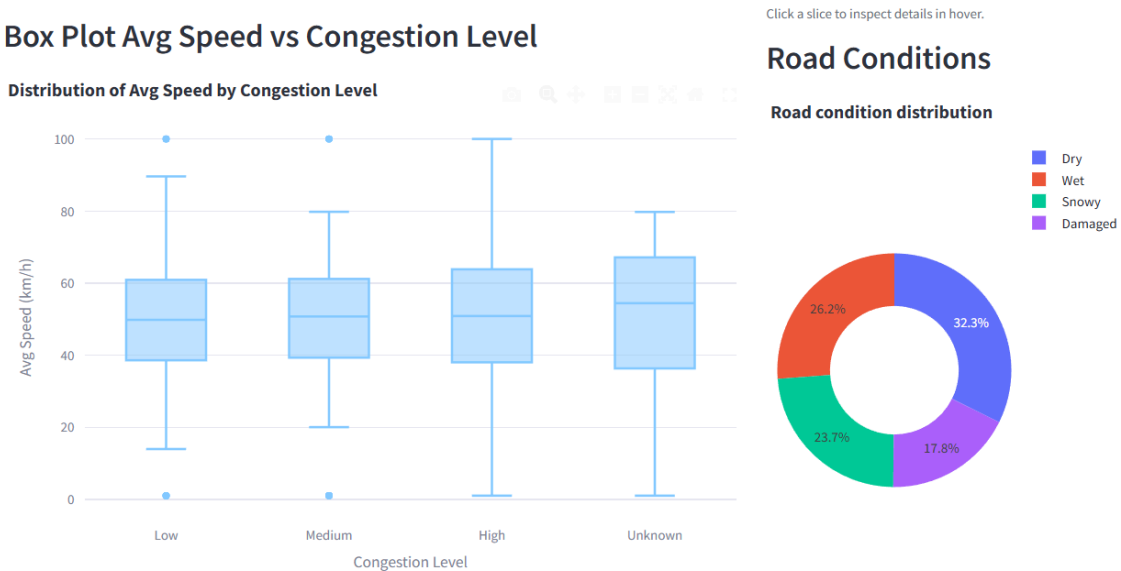 Box Plot Avg Speed vs Congestion Level
Distribution of Avg Speed by Congestion Level
Avg Speed (km/h)
100
80
60
40
20
0
Low Medium High Unknown
Congestion Level
Click a slice to inspect details in hover.
Road Conditions
Road condition distribution
Dry
Wet
Snowy
Damaged
26.2%
32.3%
23.7%
17.8%